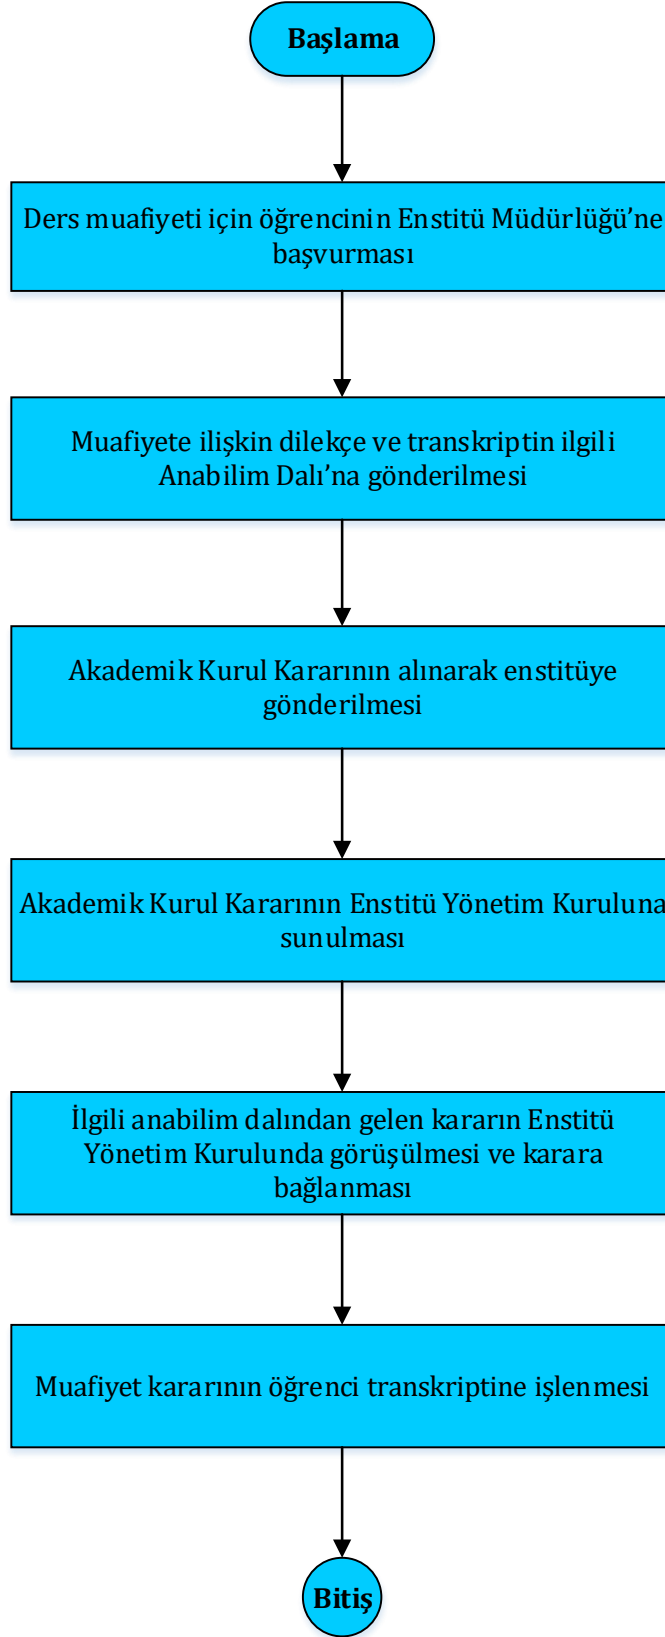 Başlama
Ders muafiyeti için öğrencinin Enstitü Müdürlüğü’ne
başvurması
Muafiyete ilişkin dilekçe ve transkriptin ilgili
Anabilim Dalı’na gönderilmesi
Akademik Kurul Kararının alınarak enstitüye
gönderilmesi
Akademik Kurul Kararının Enstitü Yönetim Kuruluna
sunulması
İlgili anabilim dalından gelen kararın Enstitü
Yönetim Kurulunda görüşülmesi ve karara
bağlanması
Muafiyet kararının öğrenci transkriptine işlenmesi
Bitiş